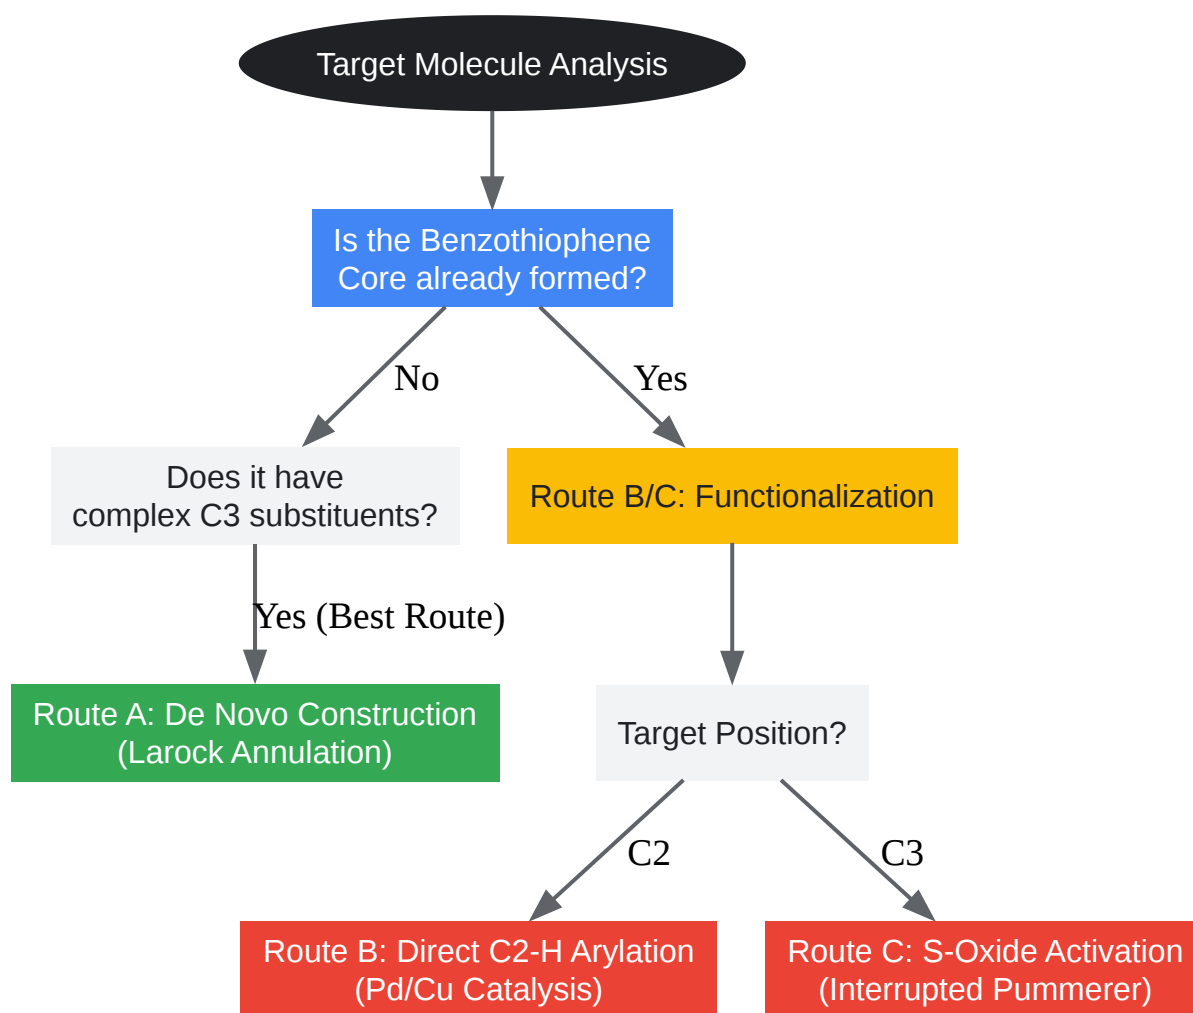 Target Molecule Analysis
Is the Benzothiophene
Core already formed?
No
Yes
Does it have
complex C3 substituents?
Route B/C: Functionalization
Yes (Best Route)
Route A: De Novo Construction
(Larock Annulation)
Target Position?
C2
C3
Route B: Direct C2-H Arylation
(Pd/Cu Catalysis)
Route C: S-Oxide Activation
(Interrupted Pummerer)